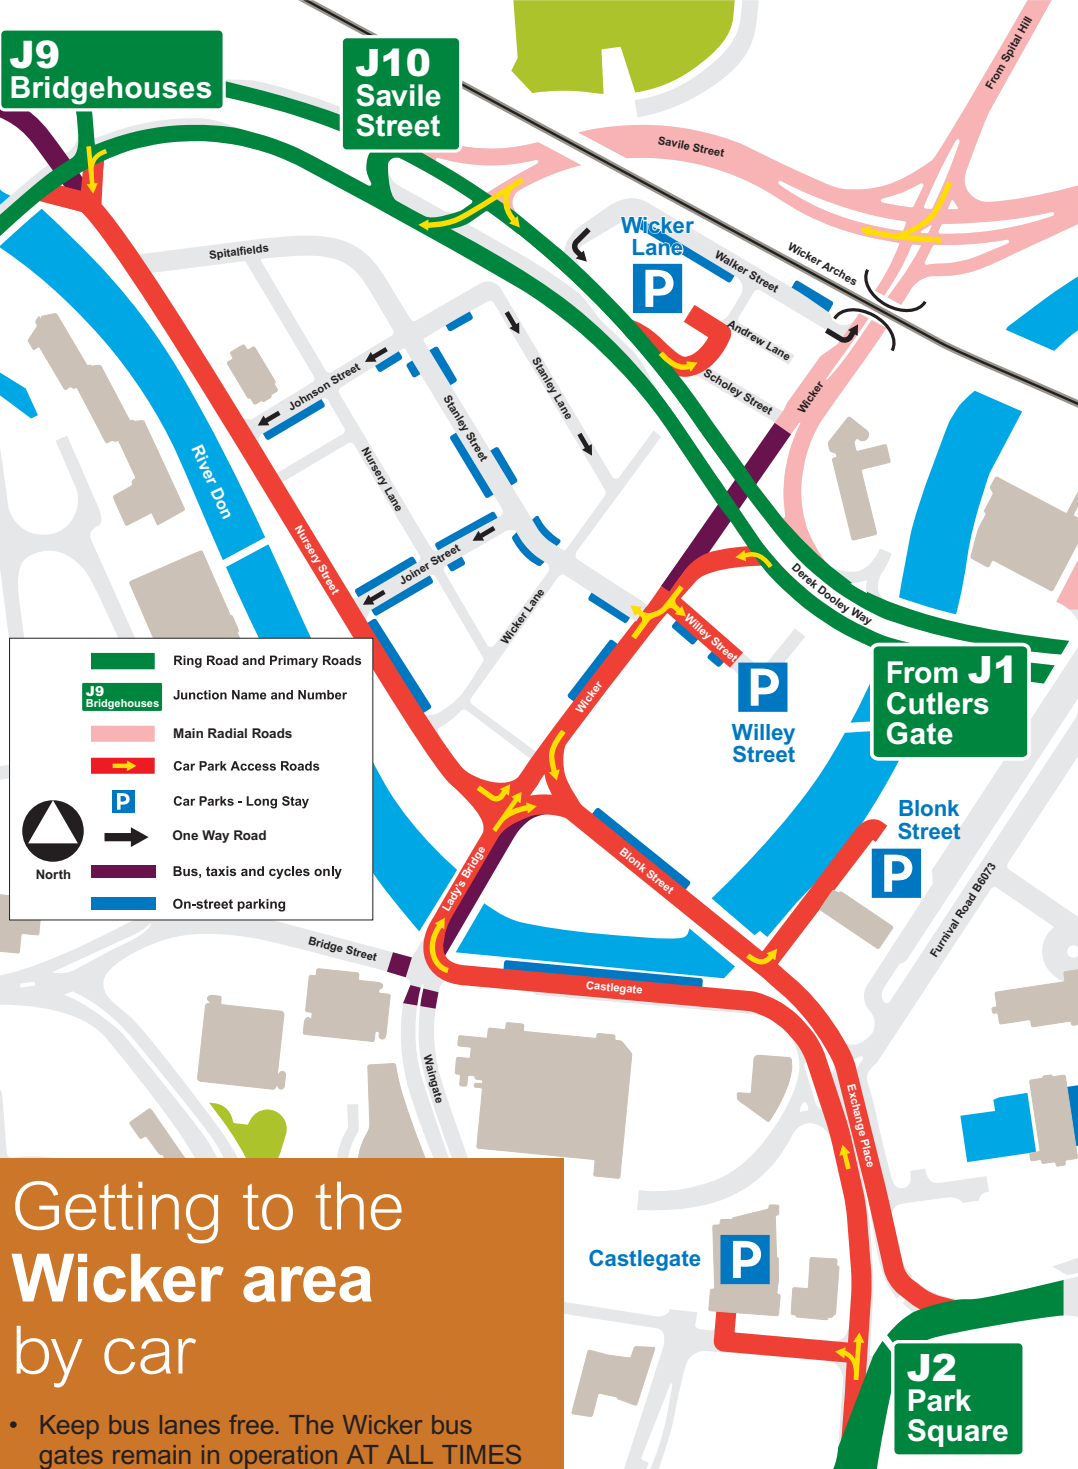 J9
Bridgehouses
J10
Savile
Street
From Spital Hill
Savile Street
Wicker
Lane
P
Walker Street
Wicker Arches
Spitalfields
Andrew Lane
Scholey Street
Wicker
Johnson Street
Stanley Lane
Stanley Street
Nursery Lane
River Don
Nursery Street
Joiner Street
Wicker Lane
Derek Dooley Way
Willey Street
Wicker
P
Willey
Street
From J1
Cutlers
Gate
Ring Road and Primary Roads
J9
Bridgehouses
Junction Name and Number
Main Radial Roads
Car Park Access Roads
P
Car Parks - Long Stay
One Way Road
North
Bus, taxis and cycles only
On-street parking
Blonk
Street
P
Blonk Street
Lady's Bridge
Furnival Road B6073
Bridge Street
Castlegate
Waingate
Exchange Place
Castlegate
P
J2
Park
Square
Getting to the
Wicker area
by car
• Keep bus lanes free. The Wicker bus
gates remain in operation AT ALL TIMES